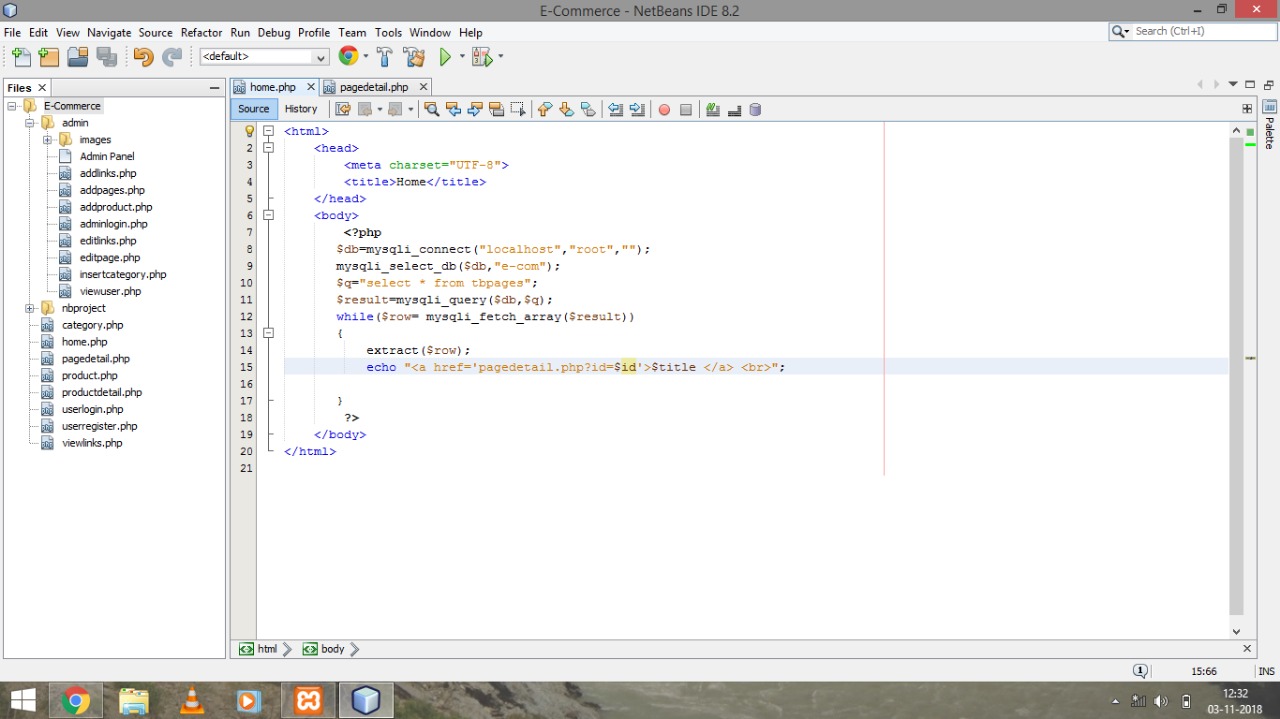 E-Commerce - NetBeans IDE 8.2
File Edit View Navigate Source Refactor Run Debug Profile Team Tools Window Help
Search (Ctrl+I)
<default>
Files
home.php
pagedetail.php
Source History
E-Commerce
admin
images
Admin Panel
addlinks.php
addpages.php
addproduct.php
adminlogin.php
editlinks.php
editpage.php
insertcategory.php
viewuser.php
nbproject
category.php
home.php
pagedetail.php
product.php
productdetail.php
userlogin.php
userregister.php
viewlinks.php
<html>
2 <head>
3 <meta charset="UTF-8">
4 <title>Home</title>
5 </head>
6 <body>
7 <?php
8 $db=mysqli_connect("localhost","root","");
9 mysqli_select_db($db,"e-com");
10 $q="select * from tbpages";
11 $result=mysqli_query($db,$q);
12 while($row= mysqli_fetch_array($result))
13 {
14 extract($row);
15 echo "<a href='pagedetail.php?id=$id'>$title </a> <br>";
16
17 }
18 ?>
19 </body>
20 </html>
21
Palette
html body
1
15:66 INS
12:32
03-11-2018